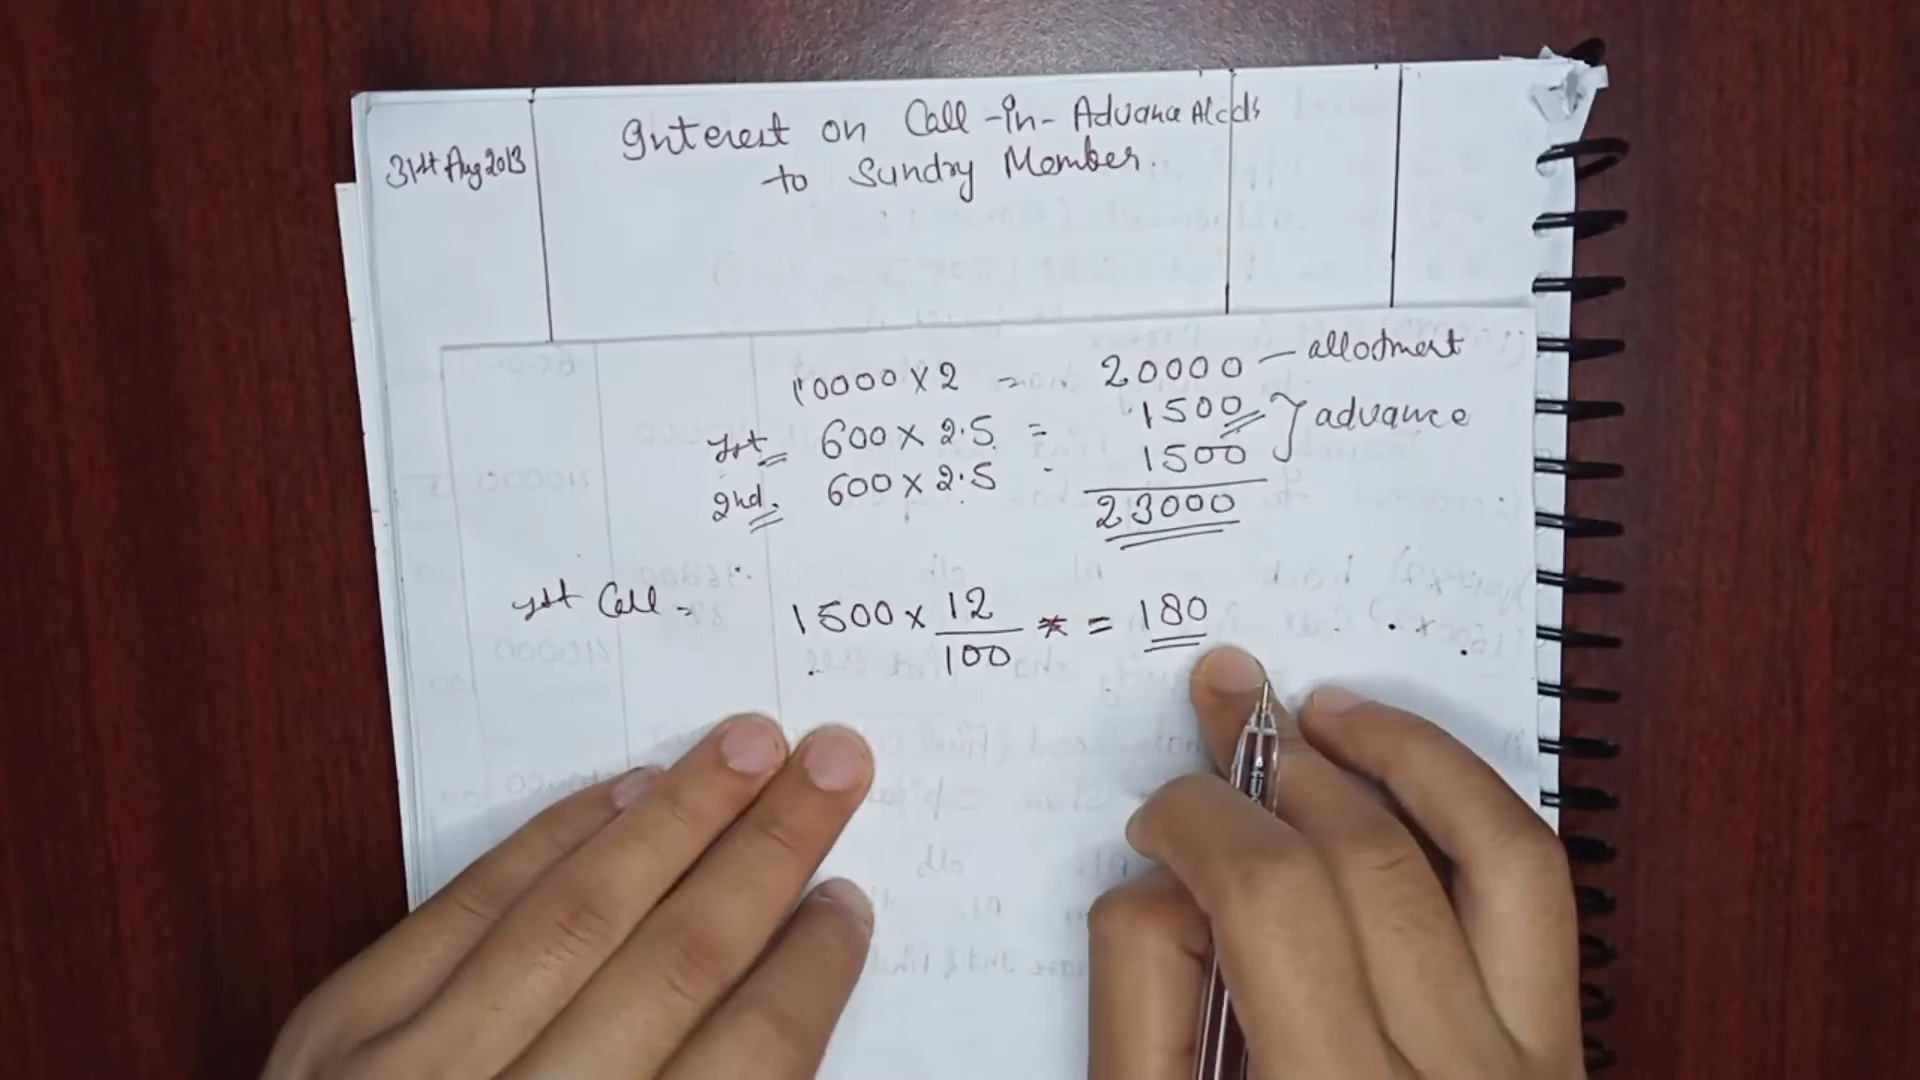 31st Aug 2013
Interest on Call-in-Advance A/c dr
to Sundry Member.
10000 x 2 = 20000 — allotment
1st 600 x 2.5 = 1500 } advance
2nd. 600 x 2.5 = 1500
23000
1st Call = 1500 x 12/100 * = 180